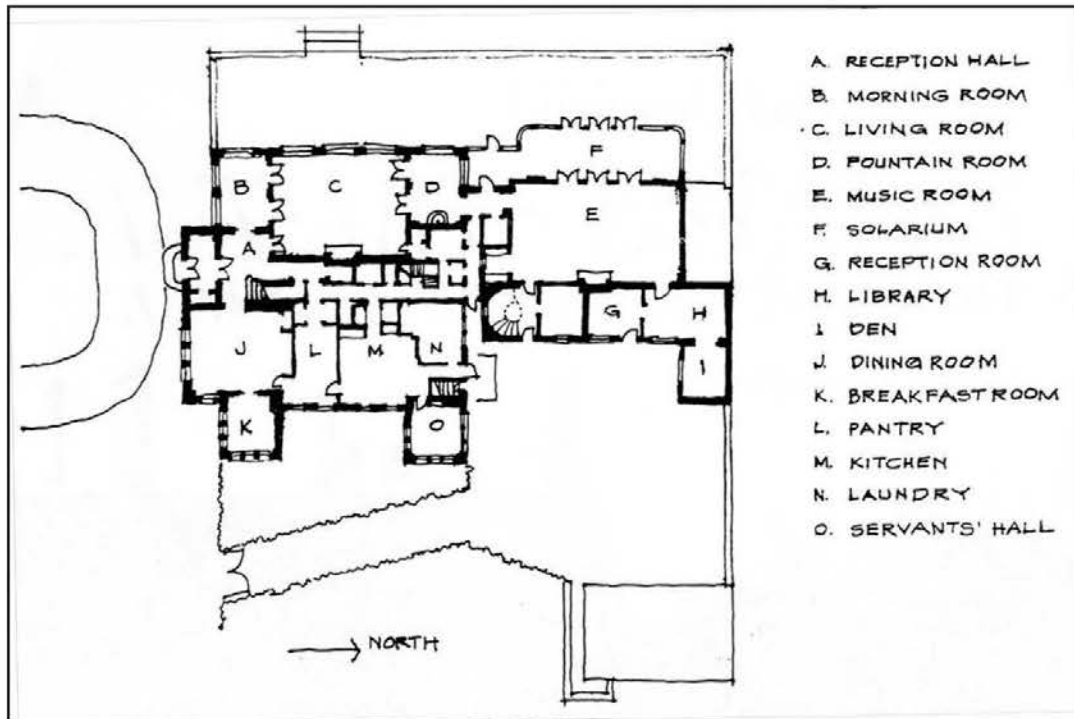 A. RECEPTION HALL
B. MORNING ROOM
C. LIVING ROOM
D. FOUNTAIN ROOM
E. MUSIC ROOM
F. SOLARIUM
G. RECEPTION ROOM
H. LIBRARY
I DEN
J. DINING ROOM
K. BREAKFAST ROOM
L. PANTRY
M. KITCHEN
N. LAUNDRY
O. SERVANTS' HALL
F
B
C
D
E
A
G
H
J
L
M
N
I
K
O
NORTH